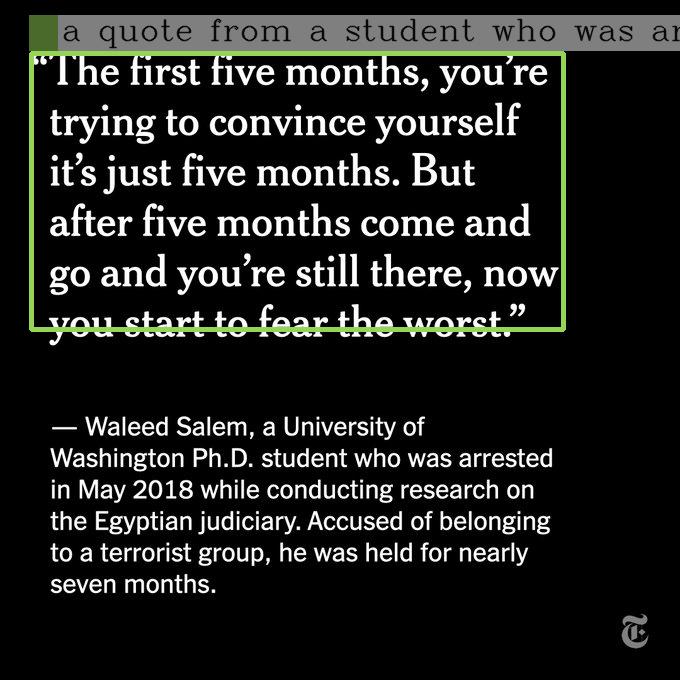 a quote from a student who was ar
“The first five months, you’re
trying to convince yourself
it’s just five months. But
after five months come and
go and you’re still there, now
you start to fear the worst.”
— Waleed Salem, a University of
Washington Ph.D. student who was arrested
in May 2018 while conducting research on
the Egyptian judiciary. Accused of belonging
to a terrorist group, he was held for nearly
seven months.
T